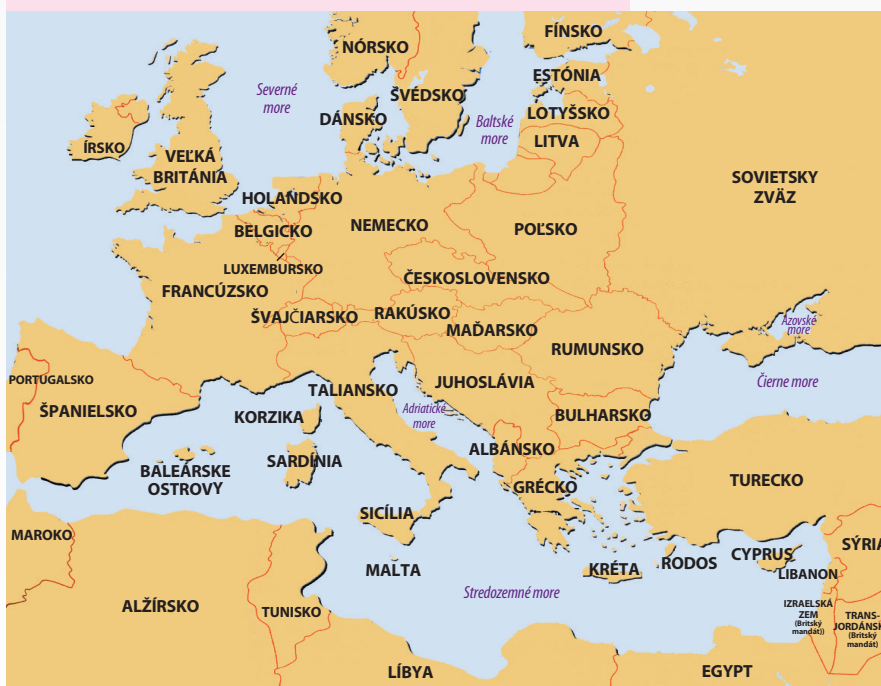 FÍNSKO
NÓRSKO
ESTÓNIA
Severné
more
ŠVÉDSKO
DÁNSKO
Baltské
more
LOTYŠSKO
LITVA
ÍRSKO
VEĽKÁ
BRITÁNIA
SOVIETSKY
ZVÄZ
HOLANDSKO
NEMECKO
POĽSKO
BELGICKO
LUXEMBURSKO
ČESKOSLOVENSKO
FRANCÚZSKO
ŠVAJČIARSKO
RAKÚSKO
MAĎARSKO
Azovské
more
RUMUNSKO
PORTUGALSKO
TALIANSKO
JUHOSLÁVIA
Čierne more
ŠPANIELSKO
KORZIKA
Adriatické
more
BULHARSKO
ALBÁNSKO
SARDÍNIA
BALEÁRSKE
OSTROVY
GRÉCKO
TURECKO
SICÍLIA
MAROKO
MALTA
KRÉTA
RODOS
CYPRUS
SÝRIA
LIBANON
Stredozemné more
ALŽÍRSKO
TUNISKO
IZRAELSKÁ
ZEM
(Britský
mandát))
TRANS-
JORDÁNSK
(Britský
mandát)
LÍBYA
EGYPT